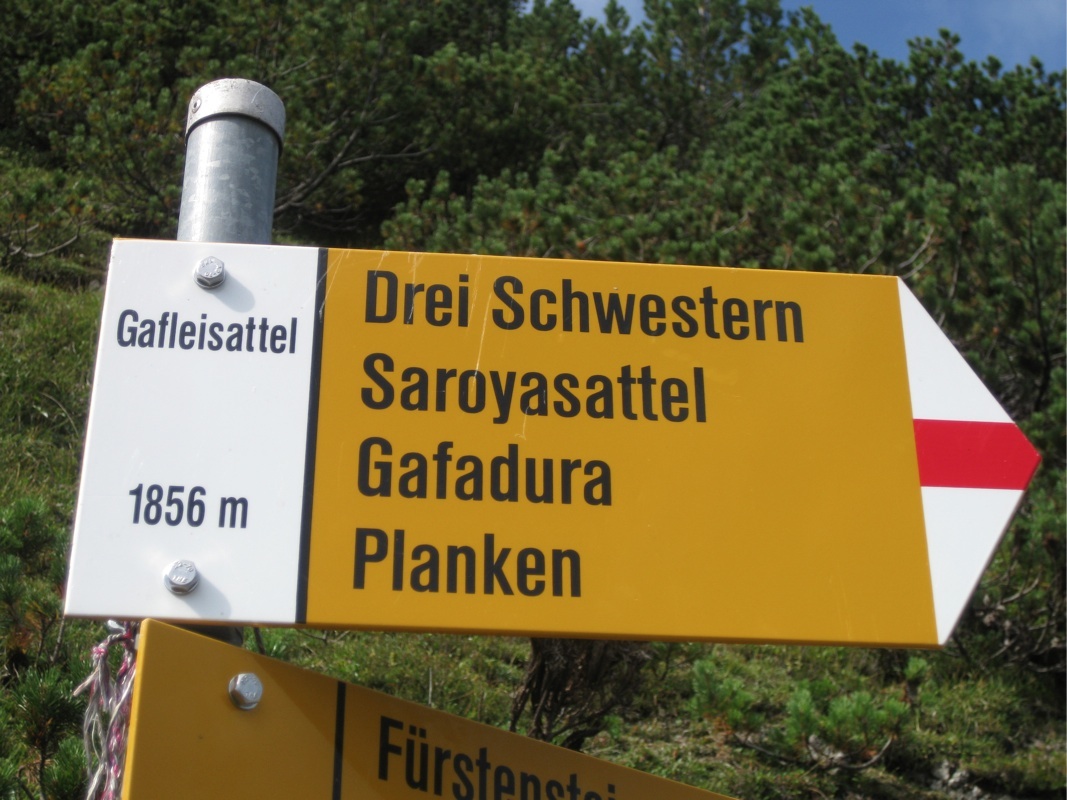 Gafleisattel
1856 m
Drei Schwestern
Saroyasattel
Gafadura
Planken